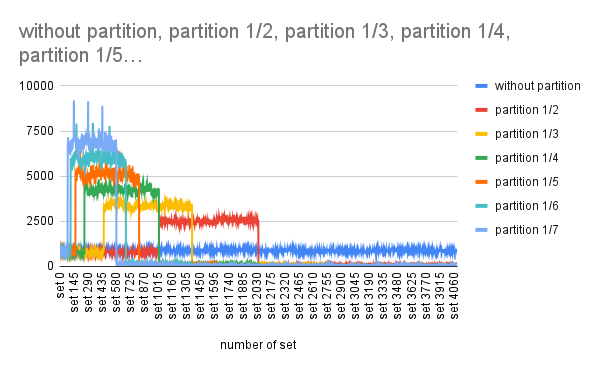 without partition, partition 1/2, partition 1/3, partition 1/4,
partition 1/5...
10000
7500
5000
2500
0
without partition
partition 1/2
partition 1/3
partition 1/4
partition 1/5
partition 1/6
partition 1/7
set 0
set 145
set 290
set 435
set 580
set 725
set 870
set 1015
set 1160
set 1305
set 1450
set 1595
set 1740
set 1885
set 2030
set 2175
set 2320
set 2465
set 2610
set 2755
set 2900
set 3045
set 3190
set 3335
set 3480
set 3625
set 3770
set 3915
set 4060
number of set